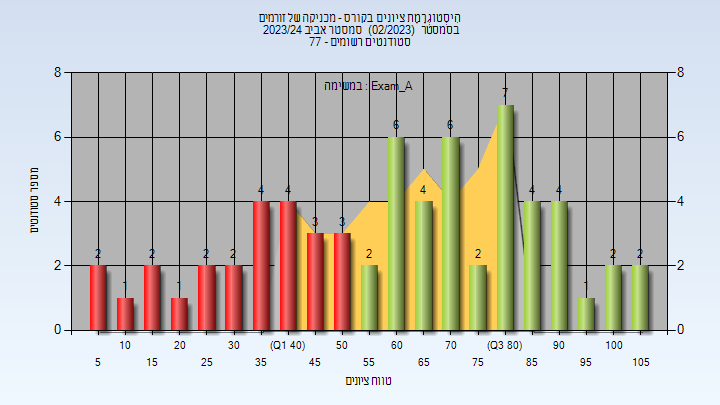 היסטוגרמת ציונים בקורס - מכניקה של זורמים
בסמסטר (02/2023) סמסטר אביב 2023/24
סטודנטים רשומים - 77
במשימה : Exam_A
8 8
7
6 6 6 6
4 4 4 4 4 4 4
3 3
2 2 2 2 2 2 2 2 2 2
1 1 1
0 0
מספר סטודנטים
10 20 30 (Q1 40) 50 60 70 (Q3 80) 90 100
5 15 25 35 45 55 65 75 85 95 105
טווח ציונים